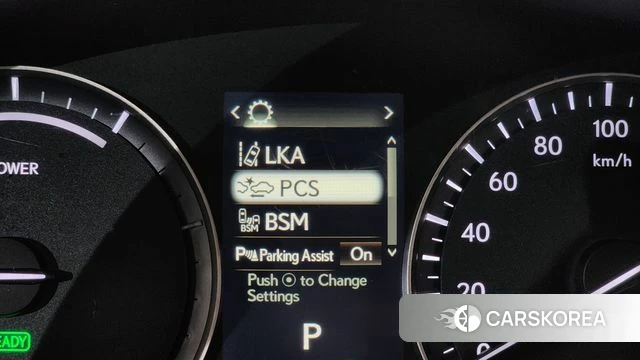 OWER
LKA
PCS
BSM
BSM
Parking Assist On
Push to Change
Settings
P
READY
100
80
60
40
20
km/h
CARSKOREA